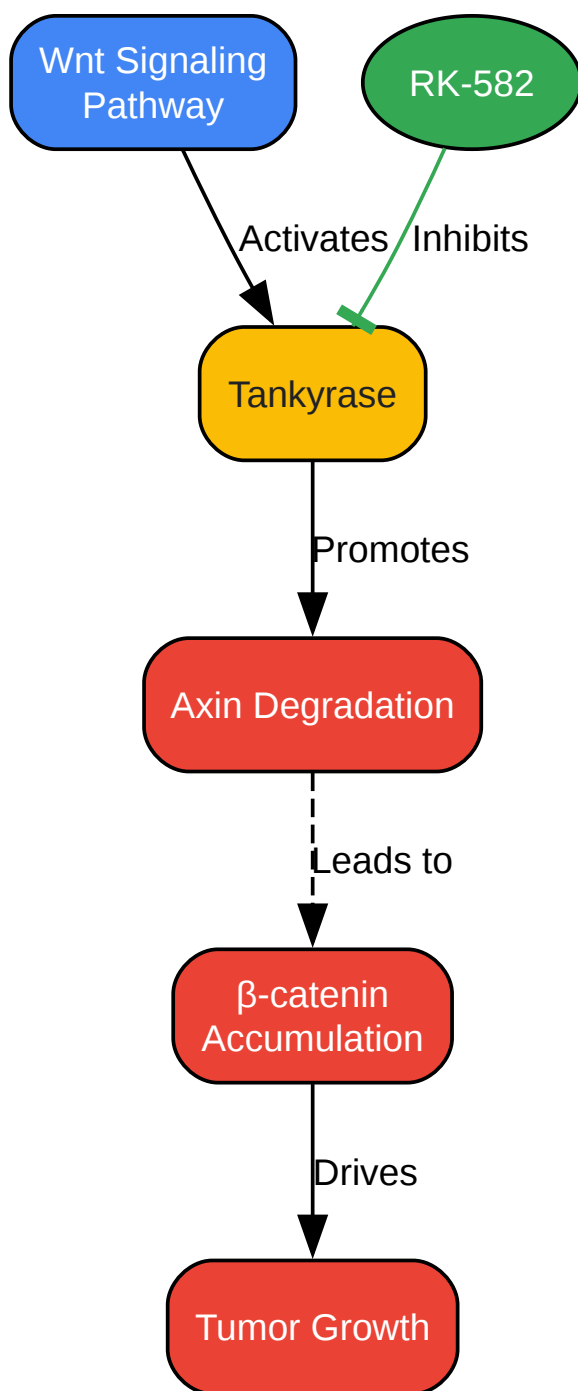 Wnt Signaling
Pathway
RK-582
Activates
Inhibits
Tankyrase
Promotes
Axin Degradation
Leads to
β-catenin
Accumulation
Drives
Tumor Growth